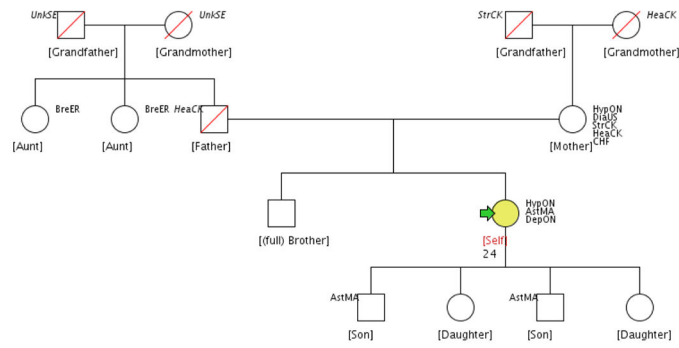 UnkSE
UnkSE
StrCK
HeaCK
[Grandfather]
[Grandmother]
[Grandfather]
[Grandmother]
BreER
BreER
HeaCK
HypON
DiaUS
StrCK
HeaCK
CHF
[Aunt]
[Aunt]
[Father]
[Mother]
HypON
AstMA
DepON
[(full) Brother]
[Self]
24
AstMA
AstMA
[Son]
[Daughter]
[Son]
[Daughter]